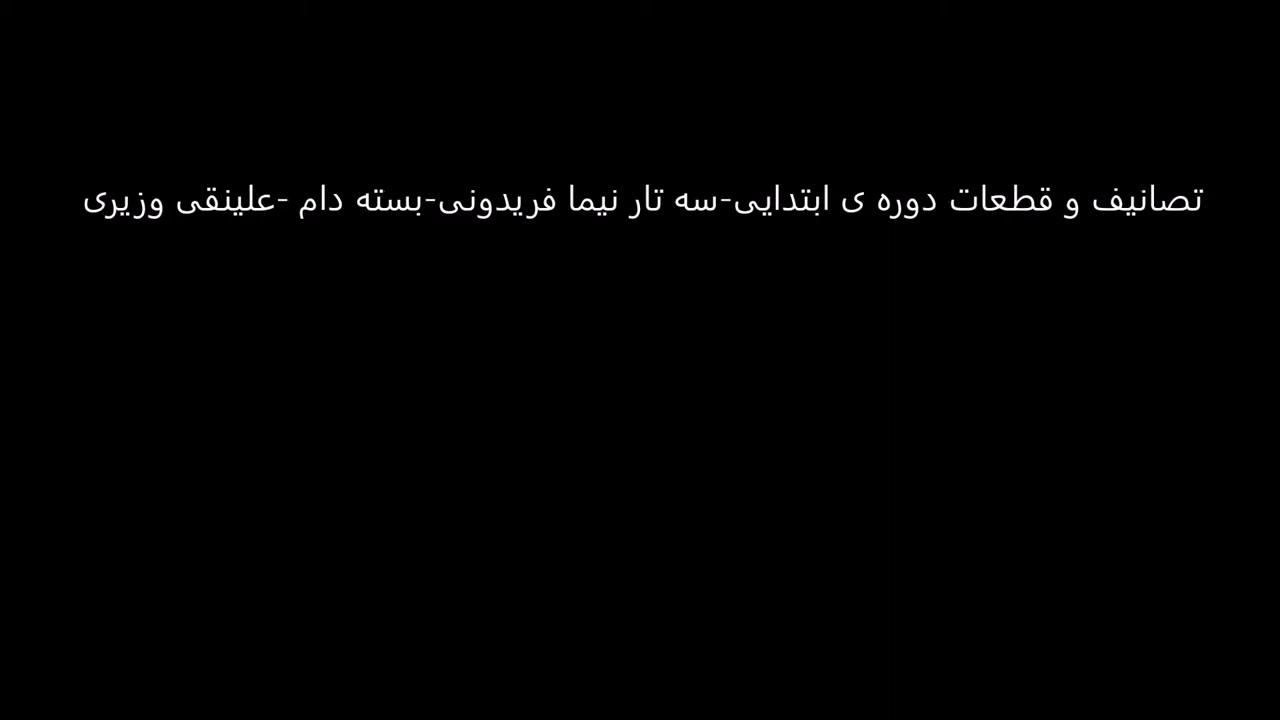 تصانیف و قطعات دوره ی ابتدایی-سه تار نیما فریدونی-بسته دام -علینقی وزیری